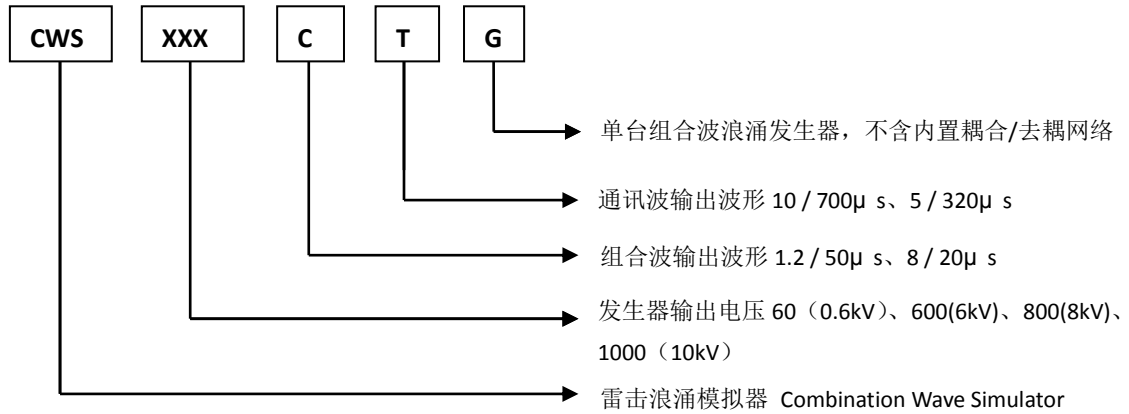 CWS XXX C T G
单台组合波浪涌发生器，不含内置耦合/去耦网络
通讯波输出波形 10 / 700μ s、5 / 320μ s
组合波输出波形 1.2 / 50μ s、8 / 20μ s
发生器输出电压 60（0.6kV）、600(6kV)、800(8kV)、
1000（10kV）
雷击浪涌模拟器 Combination Wave Simulator